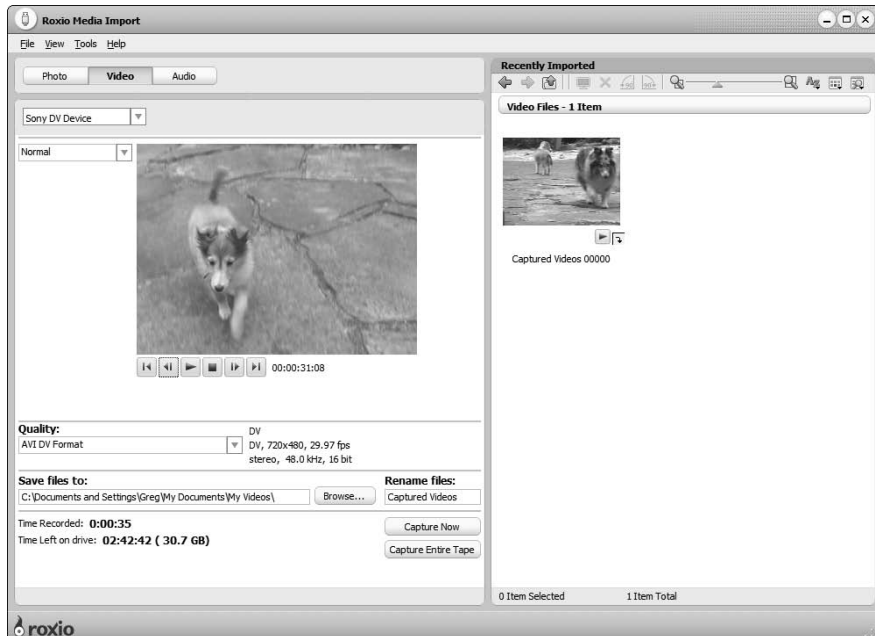 Roxio Media Import
File View Tools Help
Photo Video Audio
Sony DV Device
Normal
00:00:31:08
Quality:
AVI DV Format
DV
DV, 720x480, 29.97 fps
stereo, 48.0 kHz, 16 bit
Save files to:
C:\Documents and Settings\Greg\My Documents\My Videos\
Browse...
Rename files:
Captured Videos
Time Recorded: 0:00:35
Time Left on drive: 02:42:42 ( 30.7 GB)
Capture Now
Capture Entire Tape
Recently Imported
Video Files - 1 Item
Captured Videos 00000
0 Item Selected 1 Item Total
roxio